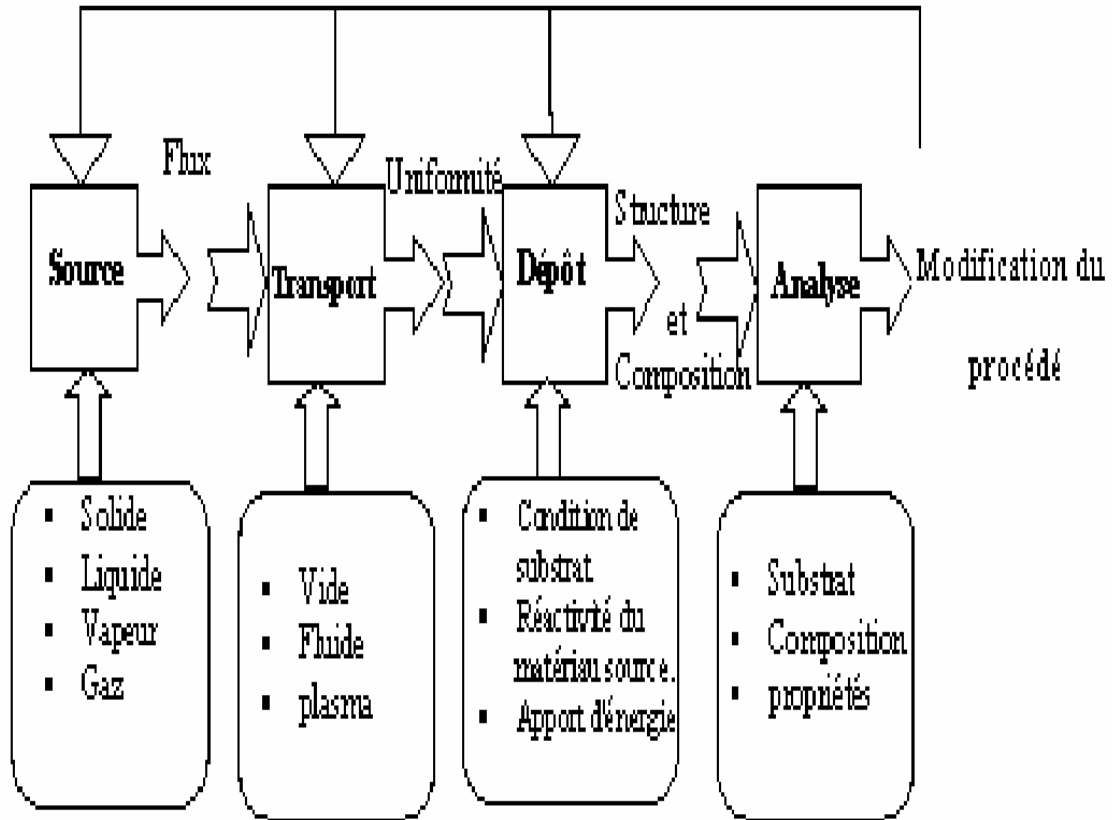 Flux
Uniformité
Structure
et
Composition
Source
Transport
Dépôt
Analyse
Modification du
procédé
▪ Solide
▪ Liquide
▪ Vapeur
▪ Gaz
▪ Vide
▪ Fluide
▪ plasma
▪ Condition de
substrat
▪ Réactivité du
matériau source.
▪ Apport d'énergie
▪ Substrat
▪ Composition
▪ propriétés